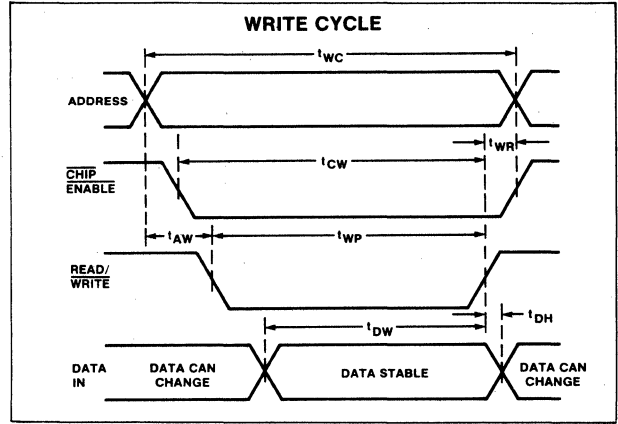 WRITE CYCLE
tWC
ADDRESS
tWR
tCW
CHIP
ENABLE
tAW
tWP
READ/
WRITE
tDH
tDW
DATA
IN
DATA CAN
CHANGE
DATA STABLE
DATA CAN
CHANGE